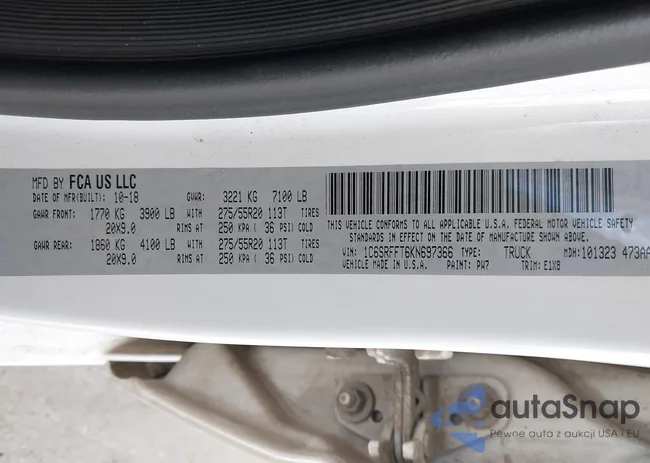 MFD BY FCA US LLC
DATE OF MFR(BUILT): 10-18 GVWR: 3221 KG 7100 LB
GAWR FRONT: 1770 KG 3900 LB WITH 275/55R20 113T TIRES
20X9.0 RIMS AT 250 KPA ( 36 PSI) COLD
GAWR REAR: 1860 KG 4100 LB WITH 275/55R20 113T TIRES
20X9.0 RIMS AT 250 KPA ( 36 PSI) COLD
THIS VEHICLE CONFORMS TO ALL APPLICABLE U.S.A. FEDERAL MOTOR VEHICLE SAFETY
STANDARDS IN EFFECT ON THE DATE OF MANUFACTURE SHOWN ABOVE.
VIN: 1C6SRFFT6KN697366 TYPE: TRUCK MDH: 101323 473AA
VEHICLE MADE IN U.S.A. PAINT: PW7 TRIM: E1X8
autaSnap
Pewne auta z aukcji USA i EU